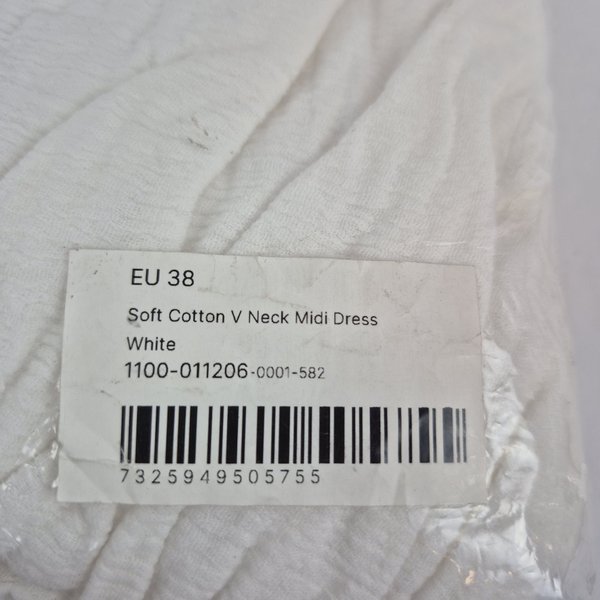 EU 38
Soft Cotton V Neck Midi Dress
White
1100-011206-0001-582
7325949505755